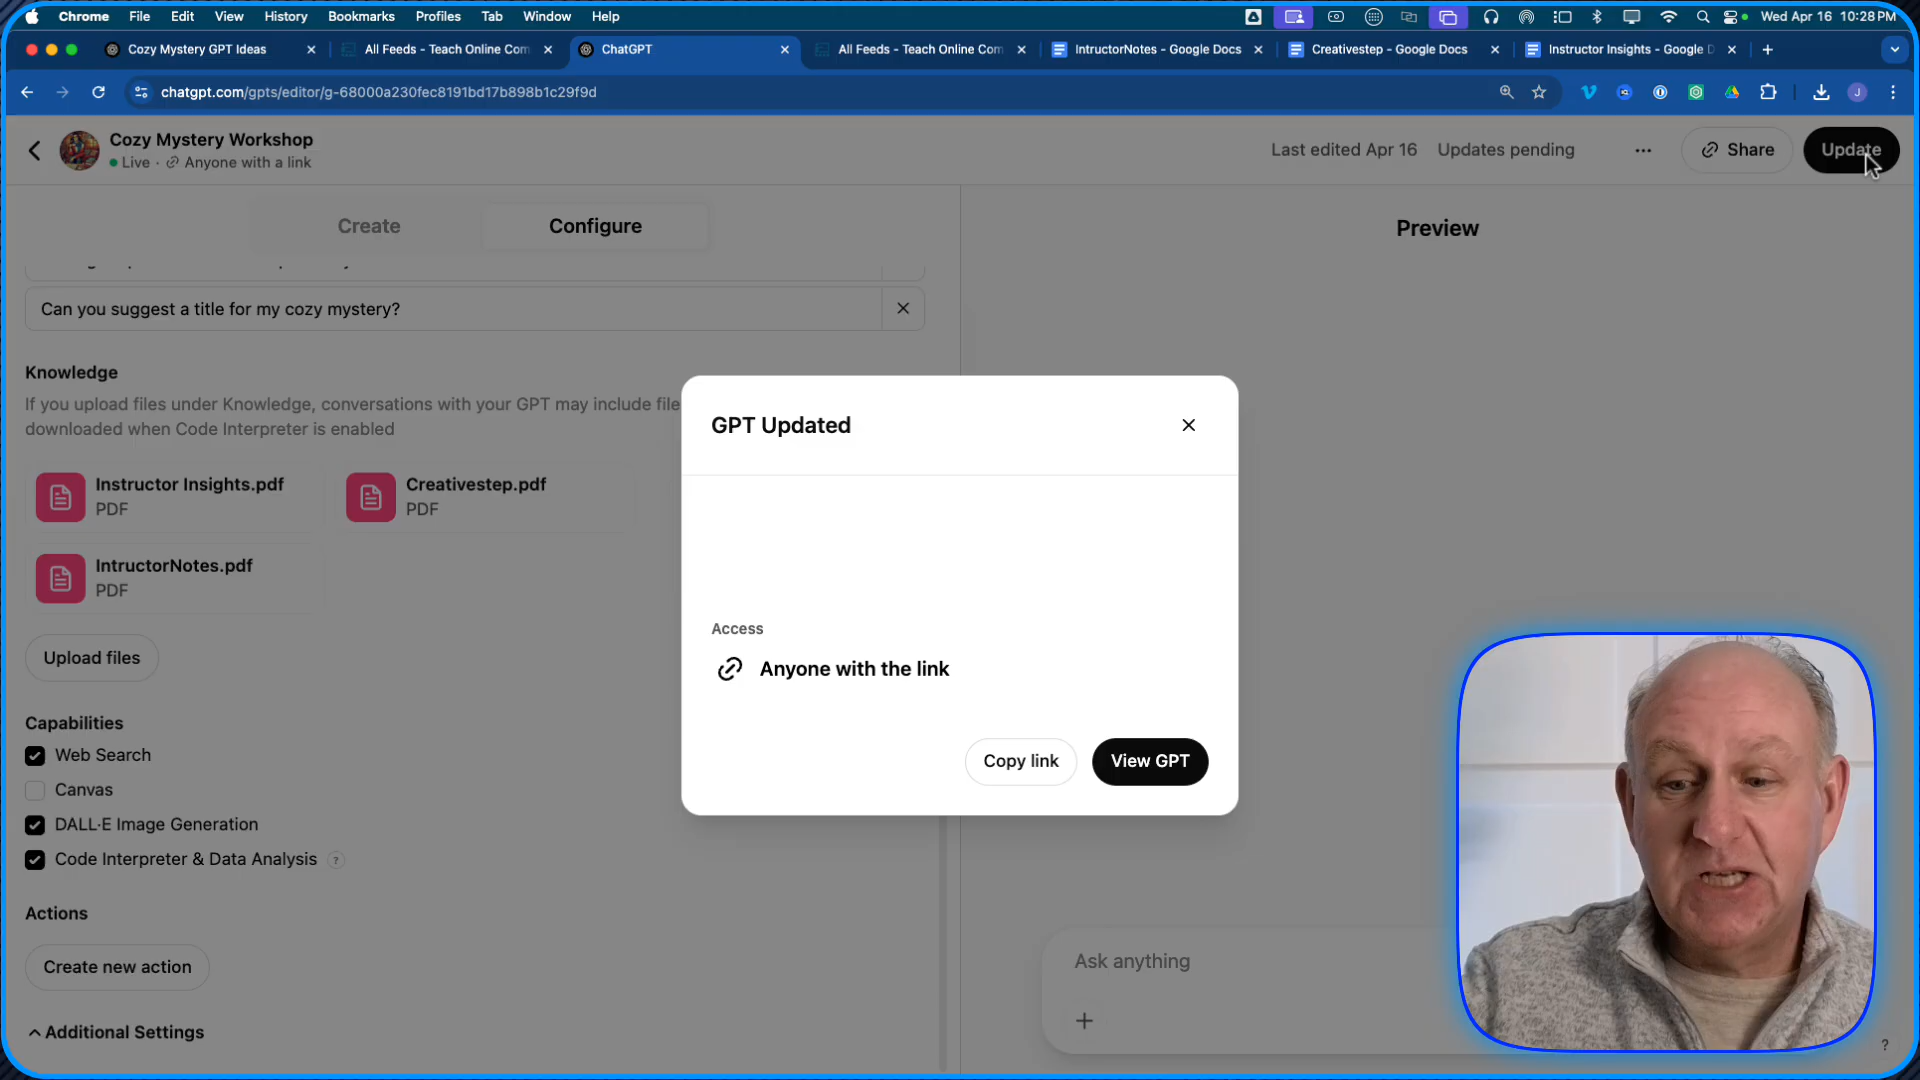 Chrome File Edit View History Bookmarks Profiles Tab Window Help Wed Apr 16 10:28 PM
Cozy Mystery GPT Ideas All Feeds - Teach Online Com ChatGPT All Feeds - Teach Online Com IntructorNotes - Google Docs Creativestep - Google Docs Instructor Insights - Google D
chatgpt.com/gpts/editor/g-68000a230fec8191bd17b898b1c29f9d J
Cozy Mystery Workshop
Live · Anyone with a link
Last edited Apr 16 Updates pending Share Update
Create Configure
Preview
Can you suggest a title for my cozy mystery?
Knowledge
If you upload files under Knowledge, conversations with your GPT may include file
downloaded when Code Interpreter is enabled
Instructor Insights.pdf
PDF
Creativestep.pdf
PDF
IntructorNotes.pdf
PDF
Upload files
Capabilities
Web Search
Canvas
DALL·E Image Generation
Code Interpreter & Data Analysis ?
Actions
Create new action
Additional Settings
GPT Updated
Access
Anyone with the link
Copy link View GPT
Ask anything
?